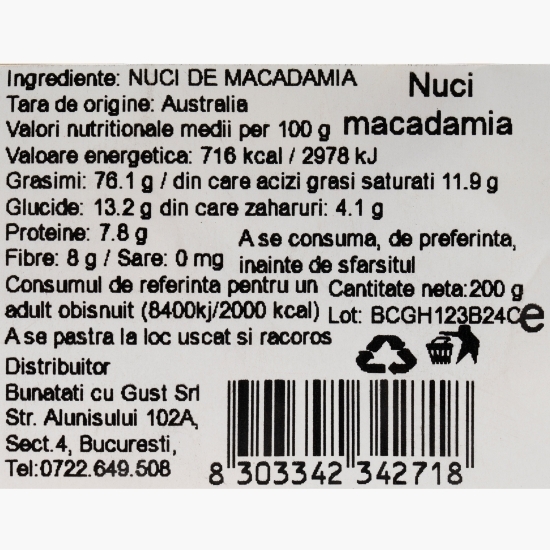 Ingrediente: NUCI DE MACADAMIA
Nuci
macadamia
Tara de origine: Australia
Valori nutritionale medii per 100 g
Valoare energetica: 716 kcal / 2978 kJ
Grasimi: 76.1 g / din care acizi grasi saturati 11.9 g
Glucide: 13.2 g din care zaharuri: 4.1 g
Proteine: 7.8 g
Fibre: 8 g / Sare: 0 mg
A se consuma, de preferinta,
inainte de sfarsitul
Consumul de referinta pentru un
adult obisnuit (8400kj/2000 kcal)
Cantitate neta:200 g
Lot: BCGH123B24C
e
A se pastra la loc uscat si racoros
Distribuitor
Bunatati cu Gust Srl
Str. Alunisului 102A,
Sect.4, Bucuresti,
Tel:0722.649.508
8 303342 342718